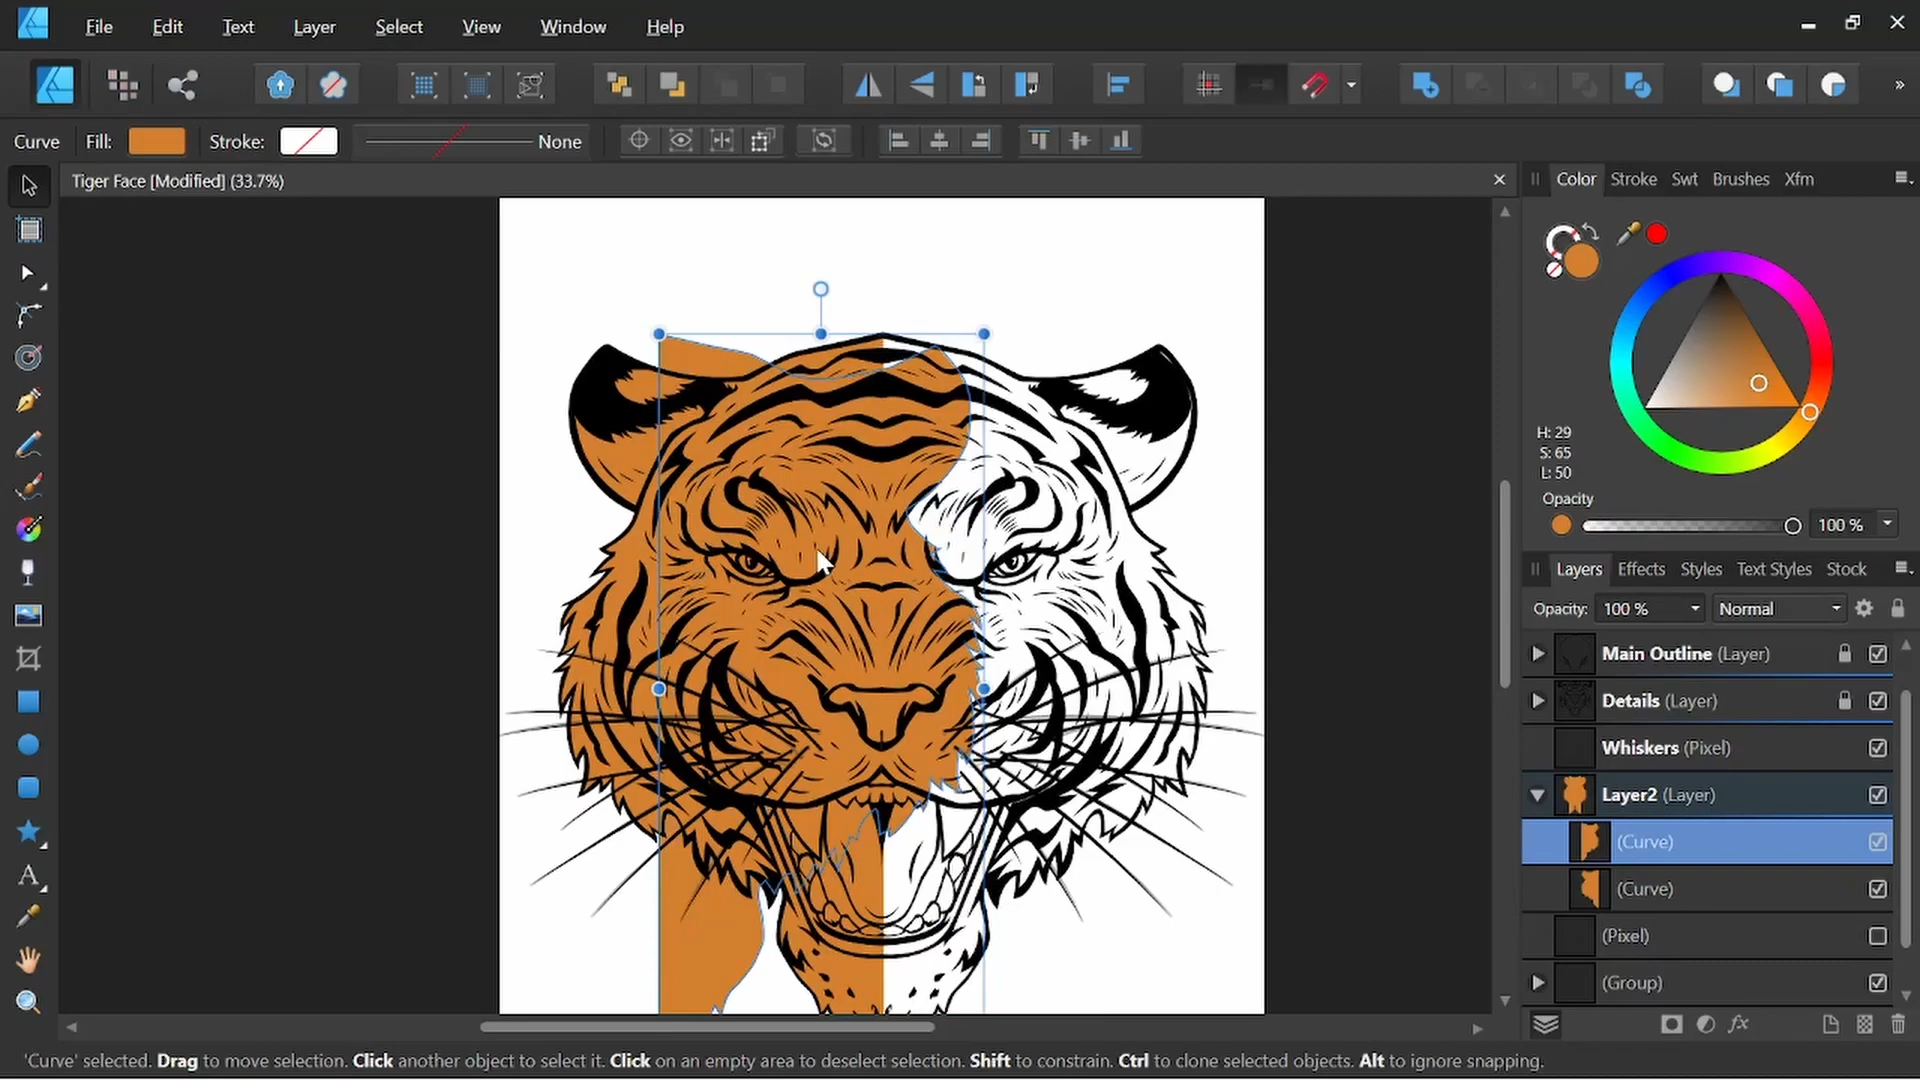 File Edit Text Layer Select View Window Help
Curve Fill: Stroke: None
Tiger Face [Modified] (33.7%)
Color Stroke Swt Brushes Xfm
H: 29
S: 65
L: 50
Opacity
100 %
Layers Effects Styles Text Styles Stock
Opacity: 100 % Normal
Main Outline (Layer)
Details (Layer)
Whiskers (Pixel)
Layer2 (Layer)
(Curve)
(Curve)
(Pixel)
(Group)
'Curve' selected. Drag to move selection. Click another object to select it. Click on an empty area to deselect selection. Shift to constrain. Ctrl to clone selected objects. Alt to ignore snapping.